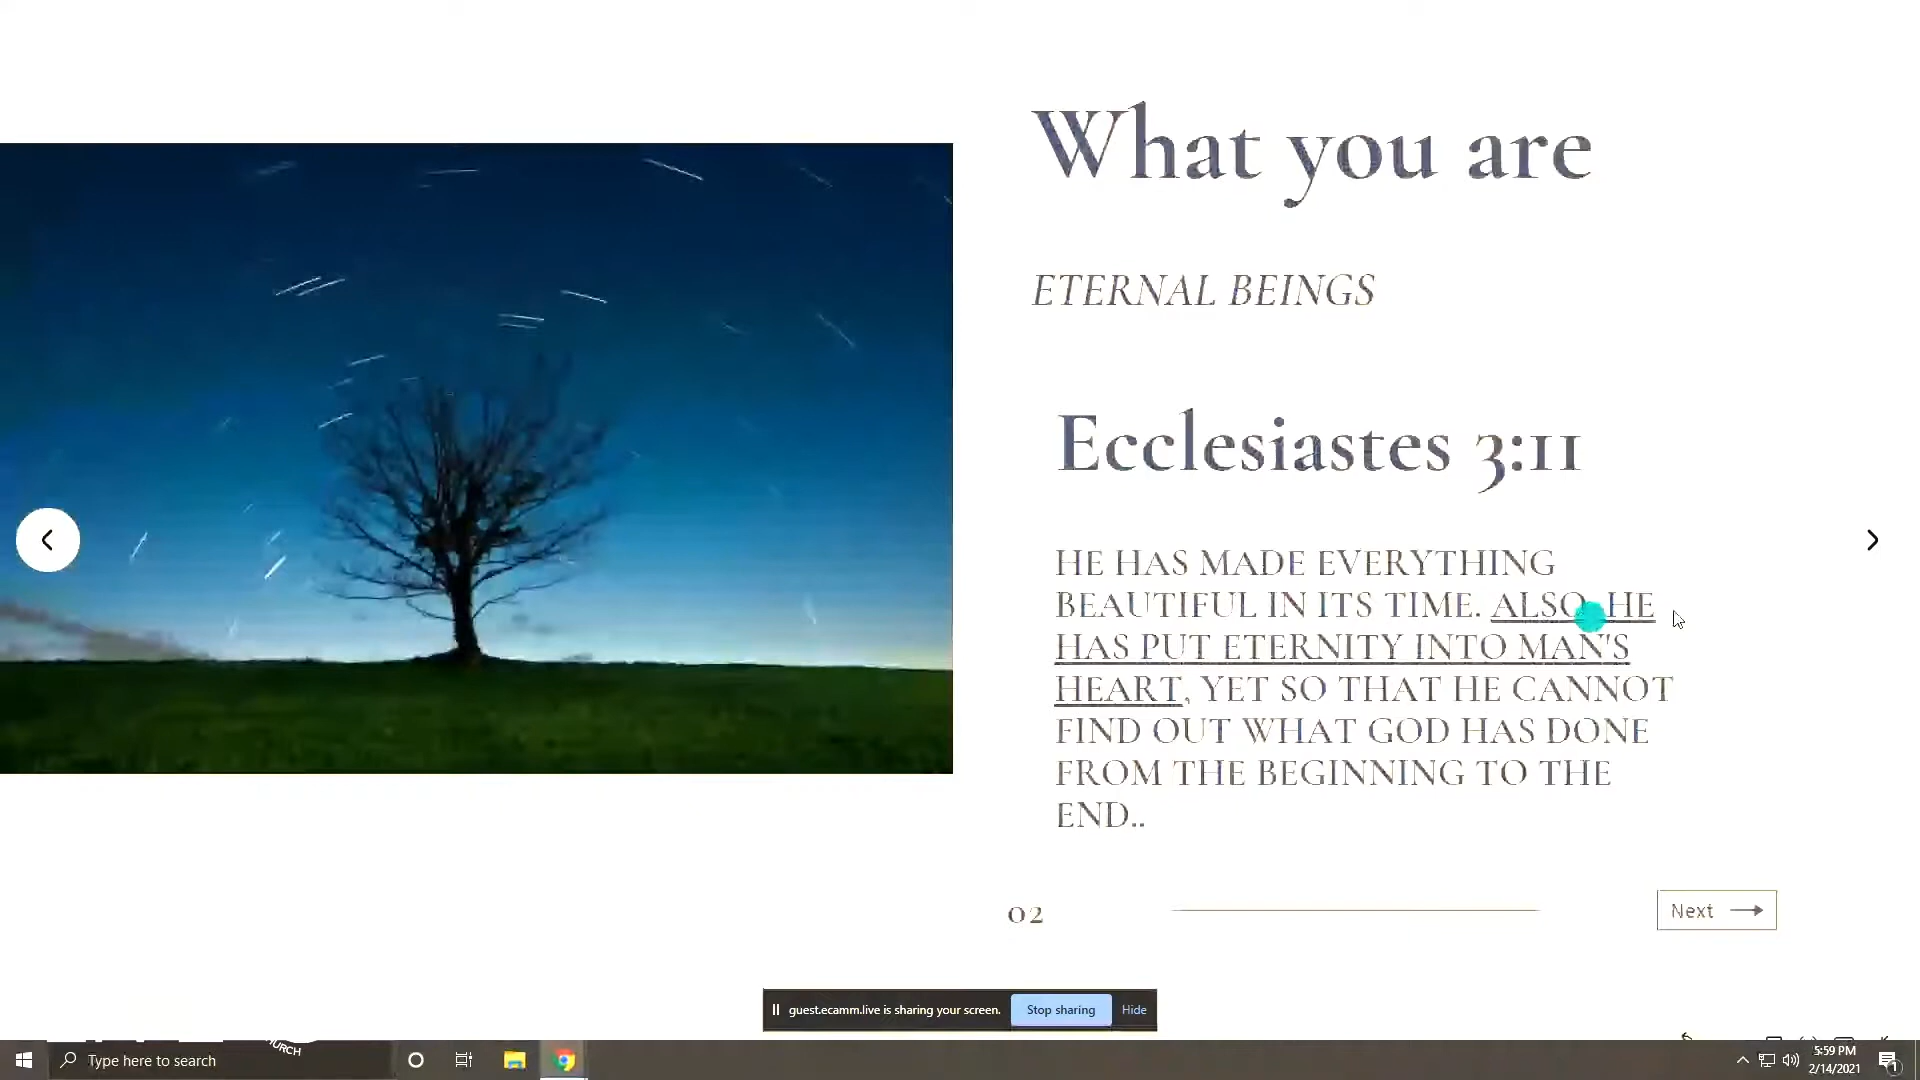 What you are
ETERNAL BEINGS
Ecclesiastes 3:11
HE HAS MADE EVERYTHING
BEAUTIFUL IN ITS TIME. ALSO, HE
HAS PUT ETERNITY INTO MAN'S
HEART, YET SO THAT HE CANNOT
FIND OUT WHAT GOD HAS DONE
FROM THE BEGINNING TO THE
END..
02
Next
guest.ecamm.live is sharing your screen.
Stop sharing
Hide
Type here to search
5:59 PM
2/14/2021
1